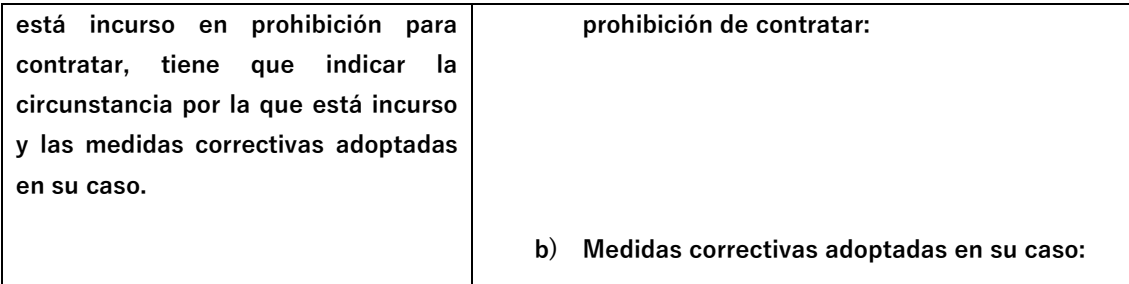 está incurso en prohibición para
contratar, tiene que indicar la
circunstancia por la que está incurso
y las medidas correctivas adoptadas
en su caso.
prohibición de contratar:
b) Medidas correctivas adoptadas en su caso: